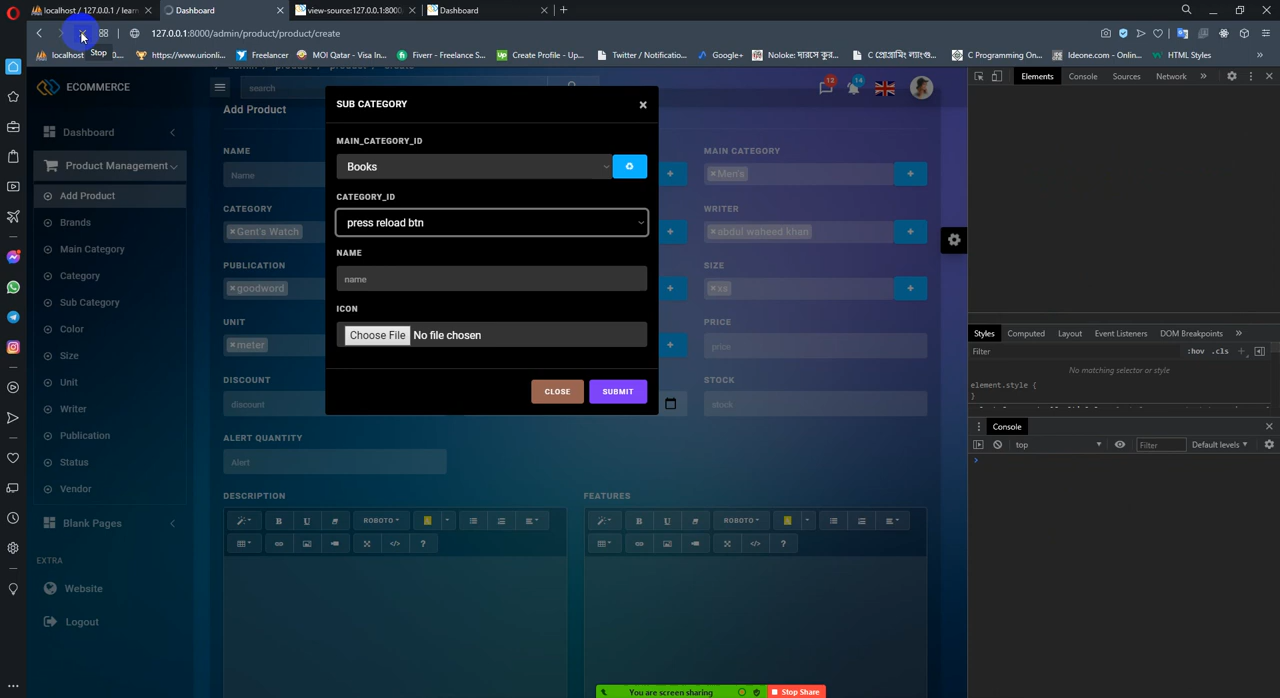 localhost / 127.0.0.1 / learn
Dashboard
view-source:127.0.0.1:8000
Dashboard
127.0.0.1:8000/admin/product/product/create
Stop
localhost
https://www.urionli...
Freelancer
MOI Qatar - Visa In...
Fiverr - Freelance S...
Create Profile - Up...
Twitter / Notificatio...
Google+
C Programming On...
Ideone.com - Onlin...
HTML Styles
ECOMMERCE
search
12
14
Dashboard
Product Management
Add Product
Brands
Main Category
Category
Sub Category
Color
Size
Unit
Writer
Publication
Status
Vendor
Blank Pages
EXTRA
Website
Logout
Add Product
NAME
Name
MAIN CATEGORY
×Men's
CATEGORY
×Gent's Watch
WRITER
×abdul waheed khan
PUBLICATION
×goodword
SIZE
×xs
UNIT
×meter
PRICE
price
DISCOUNT
discount
STOCK
stock
ALERT QUANTITY
Alert
DESCRIPTION
FEATURES
B U ROBOTO A
B U ROBOTO A
SUB CATEGORY
×
MAIN_CATEGORY_ID
Books
CATEGORY_ID
press reload btn
NAME
name
ICON
Choose File No file chosen
CLOSE
SUBMIT
Elements
Console
Sources
Network
Styles
Computed
Layout
Event Listeners
DOM Breakpoints
Filter
:hov .cls
No matching selector or style
element.style {
}
Console
top
Filter
Default levels
You are screen sharing
Stop Share